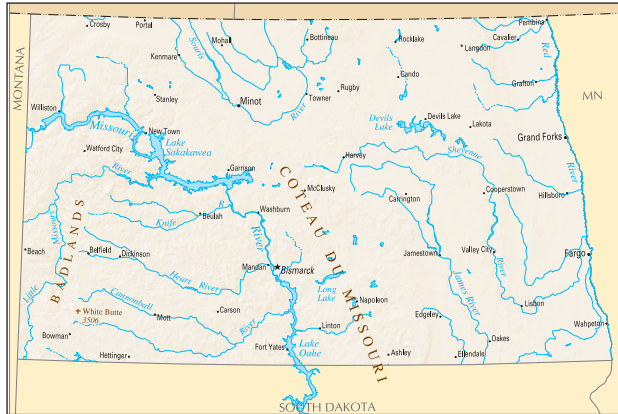 Crosby
Portal
Mohall
Bottineau
Rocklake
Pembina
Cavalier
Langdon
Red
Kenmare
Souris
Cando
Grafton
MONTANA
Stanley
Minot
Towner
River
Rugby
MN
Williston
Missouri
New Town
Lake
Sakakawea
Devils
Lake
Devils Lake
Lakota
Grand Forks
Watford City
Garrison
Harvey
Sheyenne
River
River
COTEAU DU MISSOURI
McClusky
Carrington
Cooperstown
Hillsboro
BADLANDS
Missouri
Little
Knife
R
Beulah
Washburn
River
Beach
Belfield
Dickinson
Heart River
Mandan
Bismarck
Jamestown
Valley City
River
Fargo
Long
Lake
James River
White Butte
3506
Cannonball
River
Mott
Carson
Napoleon
Edgeley
Lisbon
Bowman
Linton
Oakes
Wahpeton
Hettinger
Fort Yates
Lake
Oahe
Ashley
Ellendale
SOUTH DAKOTA